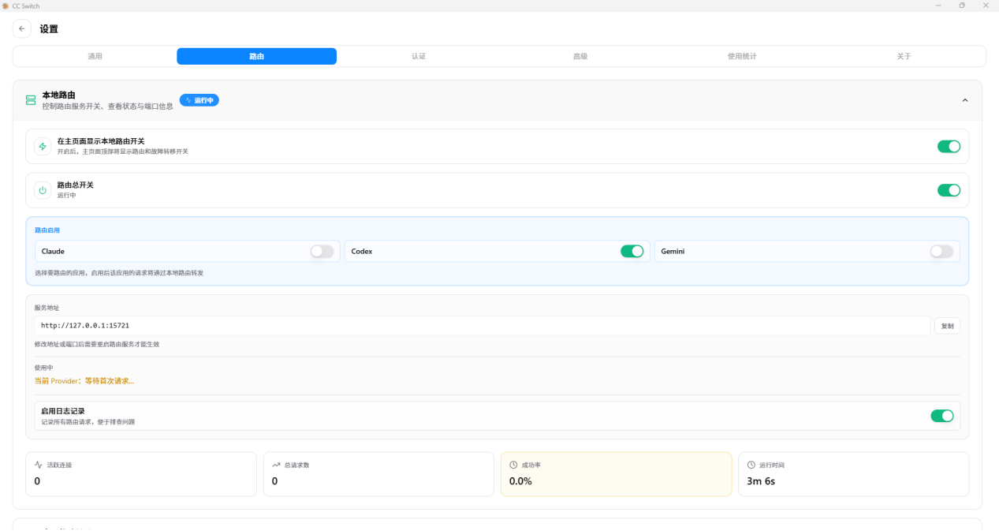 CC Switch
设置
通用 路由 认证 高级 使用统计 关于
本地路由
控制路由服务开关、查看状态与端口信息
运行中
在主页面显示本地路由开关
开启后，主页面顶部将显示路由和故障转移开关
路由总开关
运行中
路由启用
Claude Codex Gemini
选择要路由的应用，启用后该应用的请求将通过本地路由转发
服务地址
http://127.0.0.1:15721 复制
修改地址或端口后需要重启路由服务才能生效
使用中
当前 Provider：等待首次请求...
启用日志记录
记录所有路由请求，便于排查问题
活跃连接 总请求数 成功率 运行时间
0 0 0.0% 3m 6s